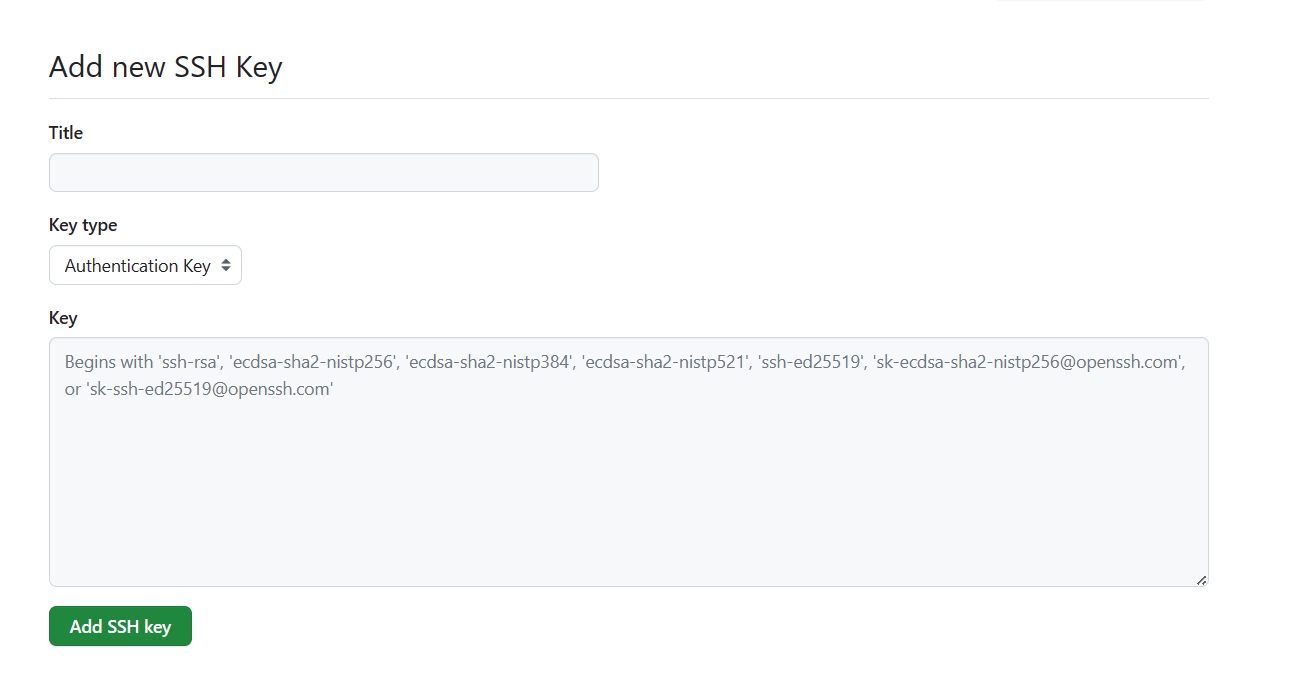 Add new SSH Key
Title
Key type
Authentication Key
Key
Begins with 'ssh-rsa', 'ecdsa-sha2-nistp256', 'ecdsa-sha2-nistp384', 'ecdsa-sha2-nistp521', 'ssh-ed25519', 'sk-ecdsa-sha2-nistp256@openssh.com',
or 'sk-ssh-ed25519@openssh.com'
Add SSH key